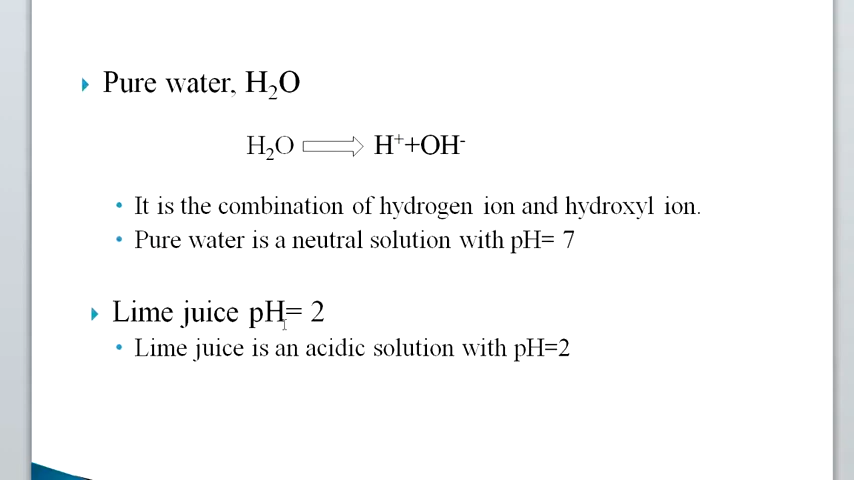 Pure water, H₂O
H₂O ⇨ H⁺+OH⁻
It is the combination of hydrogen ion and hydroxyl ion.
Pure water is a neutral solution with pH= 7
Lime juice pH= 2
Lime juice is an acidic solution with pH=2